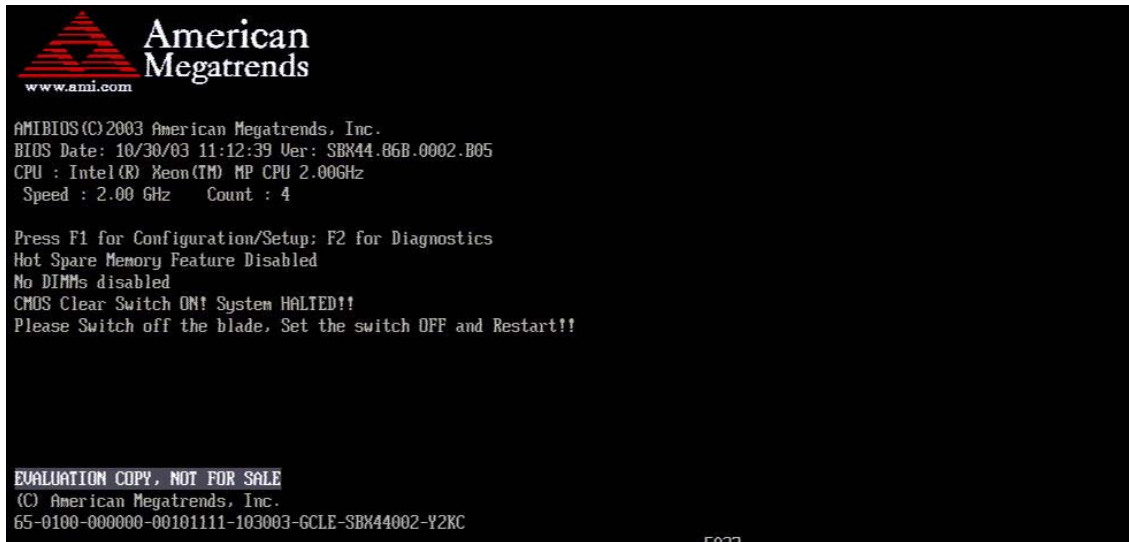 American
Megatrends
www.ami.com
AMIBIOS(C)2003 American Megatrends, Inc.
BIOS Date: 10/30/03 11:12:39 Ver: SBX44.86B.0002.B05
CPU : Intel(R) Xeon(TM) MP CPU 2.00GHz
Speed : 2.00 GHz Count : 4
Press F1 for Configuration/Setup; F2 for Diagnostics
Hot Spare Memory Feature Disabled
No DIMMs disabled
CMOS Clear Switch ON! System HALTED!!
Please Switch off the blade, Set the switch OFF and Restart!!
EVALUATION COPY, NOT FOR SALE
(C) American Megatrends, Inc.
65-0100-000000-00101111-103003-GCLE-SBX44002-Y2KC